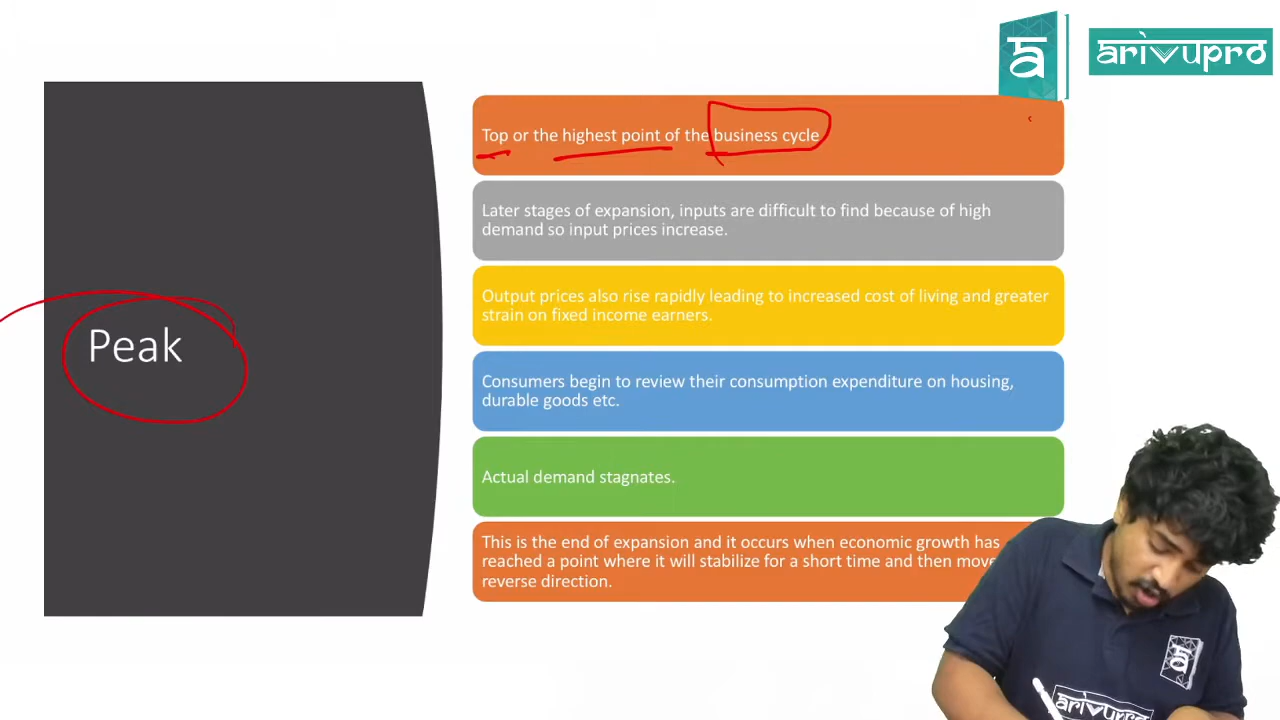 arivupro
Top or the highest point of the business cycle
Later stages of expansion, inputs are difficult to find because of high
demand so input prices increase.
Output prices also rise rapidly leading to increased cost of living and greater
strain on fixed income earners.
Peak
Consumers begin to review their consumption expenditure on housing,
durable goods etc.
Actual demand stagnates.
This is the end of expansion and it occurs when economic growth has
reached a point where it will stabilize for a short time and then move
reverse direction.
arivupro